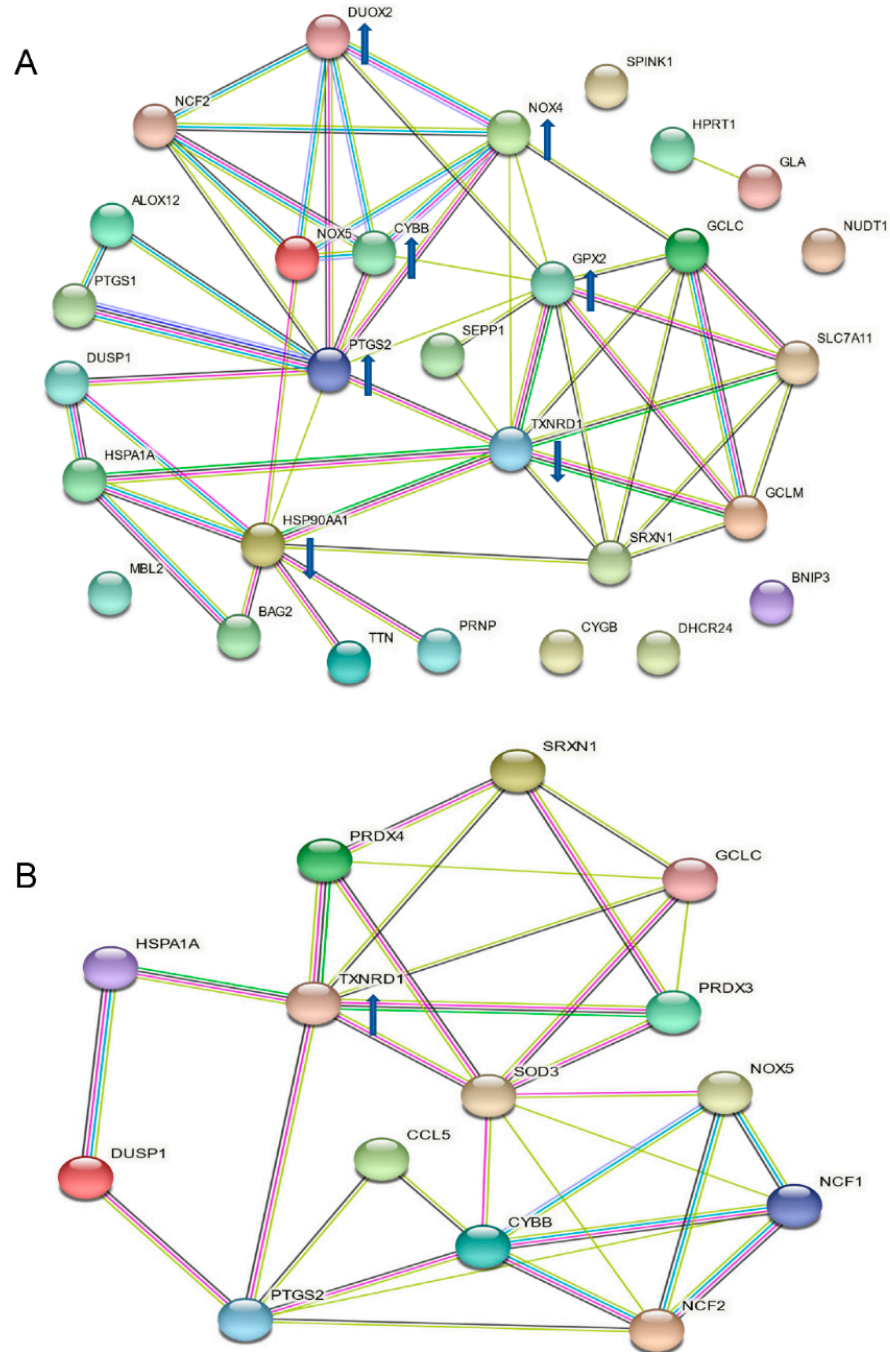 A
DUOX2
SPINK1
NCF2
NOX4
HPRT1
GLA
ALOX12
NOX5
CYBB
GCLC
NUDT1
PTGS1
GPX2
SEPP1
PTGS2
SLC7A11
DUSP1
TXNRD1
HSPA1A
GCLM
HSP90AA1
SRXN1
MBL2
BNIP3
BAG2
TTN
PRNP
CYGB
DHCR24
B
SRXN1
PRDX4
GCLC
HSPA1A
TXNRD1
PRDX3
SOD3
NOX5
CCL5
DUSP1
NCF1
CYBB
PTGS2
NCF2